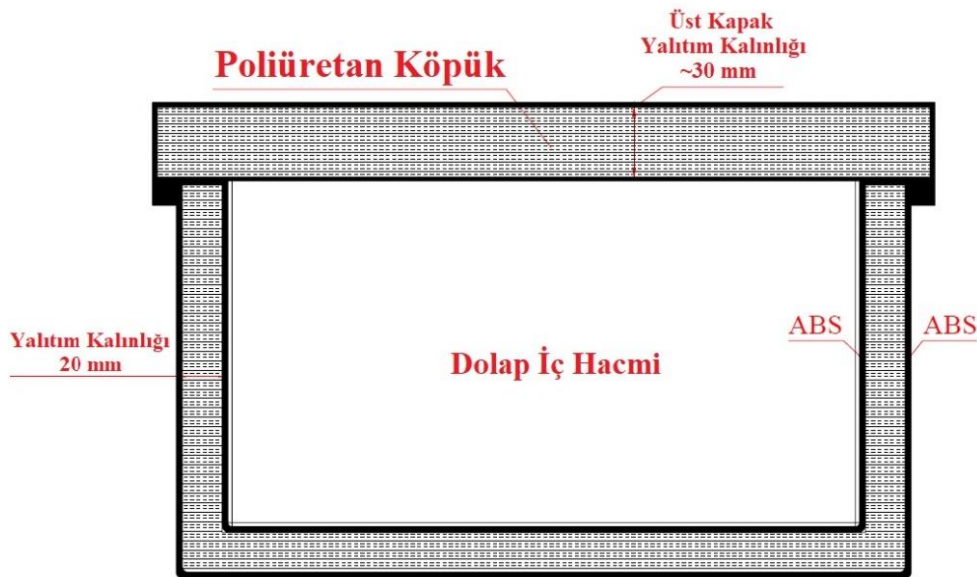 Üst Kapak
Yalıtım Kalınlığı
~30 mm
Poliüretan Köpük
Yalıtım Kalınlığı
20 mm
Dolap İç Hacmi
ABS
ABS